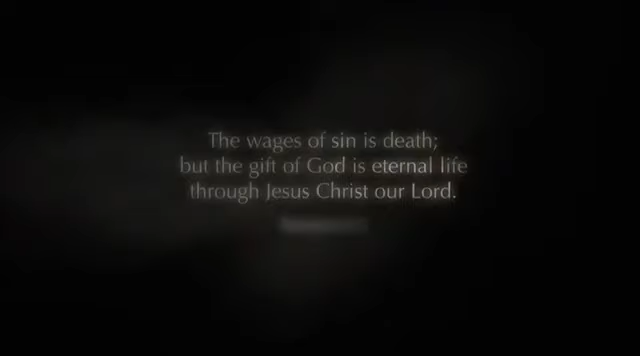 The wages of sin is death;
but the gift of God is eternal life
through Jesus Christ our Lord.